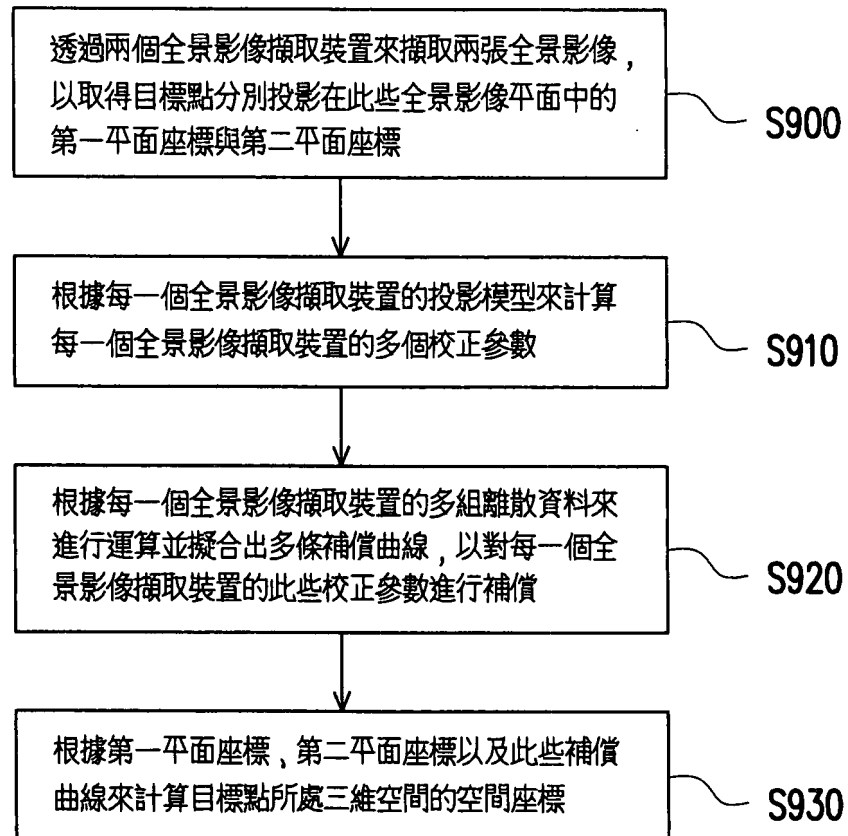 透過兩個全景影像擷取裝置來擷取兩張全景影像，
以取得目標點分別投影在此些全景影像平面中的
第一平面座標與第二平面座標
S900
根據每一個全景影像擷取裝置的投影模型來計算
每一個全景影像擷取裝置的多個校正參數
S910
根據每一個全景影像擷取裝置的多組離散資料來
進行運算並擬合出多條補償曲線，以對每一個全
景影像擷取裝置的此些校正參數進行補償
S920
根據第一平面座標、第二平面座標以及此些補償
曲線來計算目標點所處三維空間的空間座標
S930